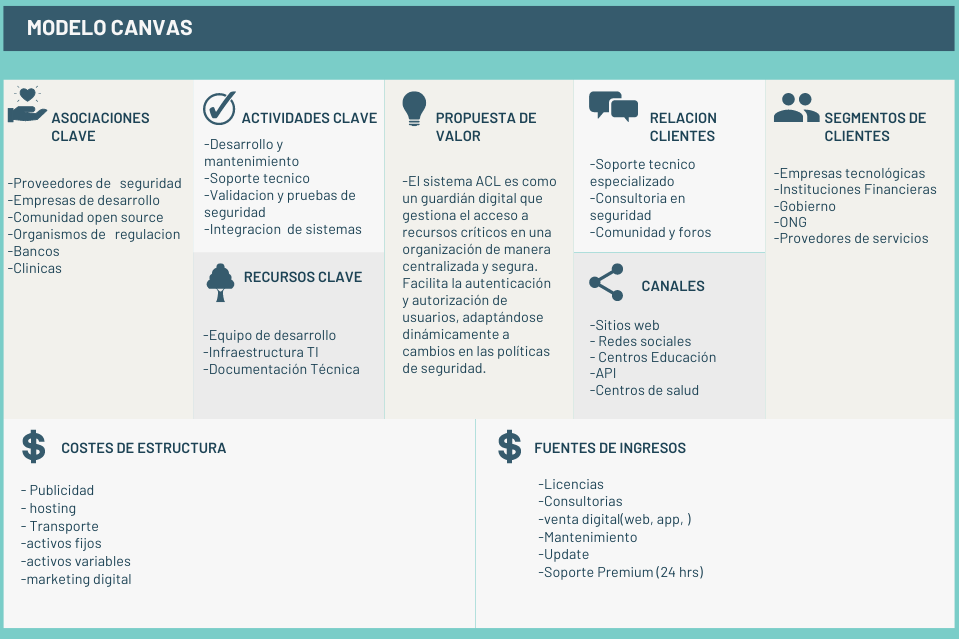 MODELO CANVAS
ASOCIACIONES
CLAVE
-Proveedores de seguridad
-Empresas de desarrollo
-Comunidad open source
-Organismos de regulacion
-Bancos
-Clinicas
ACTIVIDADES CLAVE
-Desarrollo y
mantenimiento
-Soporte tecnico
-Validacion y pruebas de
seguridad
-Integracion de sistemas
RECURSOS CLAVE
-Equipo de desarrollo
-Infraestructura TI
-Documentación Técnica
PROPUESTA DE
VALOR
-El sistema ACL es como
un guardián digital que
gestiona el acceso a
recursos críticos en una
organización de manera
centralizada y segura.
Facilita la autenticación
y autorización de
usuarios, adaptándose
dinámicamente a
cambios en las políticas
de seguridad.
RELACION
CLIENTES
-Soporte tecnico
especializado
-Consultoria en
seguridad
-Comunidad y foros
CANALES
-Sitios web
- Redes sociales
- Centros Educación
-API
-Centros de salud
SEGMENTOS DE
CLIENTES
-Empresas tecnológicas
-Instituciones Financieras
-Gobierno
-ONG
-Provedores de servicios
COSTES DE ESTRUCTURA
- Publicidad
- hosting
- Transporte
-activos fijos
-activos variables
-marketing digital
FUENTES DE INGRESOS
-Licencias
-Consultorias
-venta digital(web, app, )
-Mantenimiento
-Update
-Soporte Premium (24 hrs)